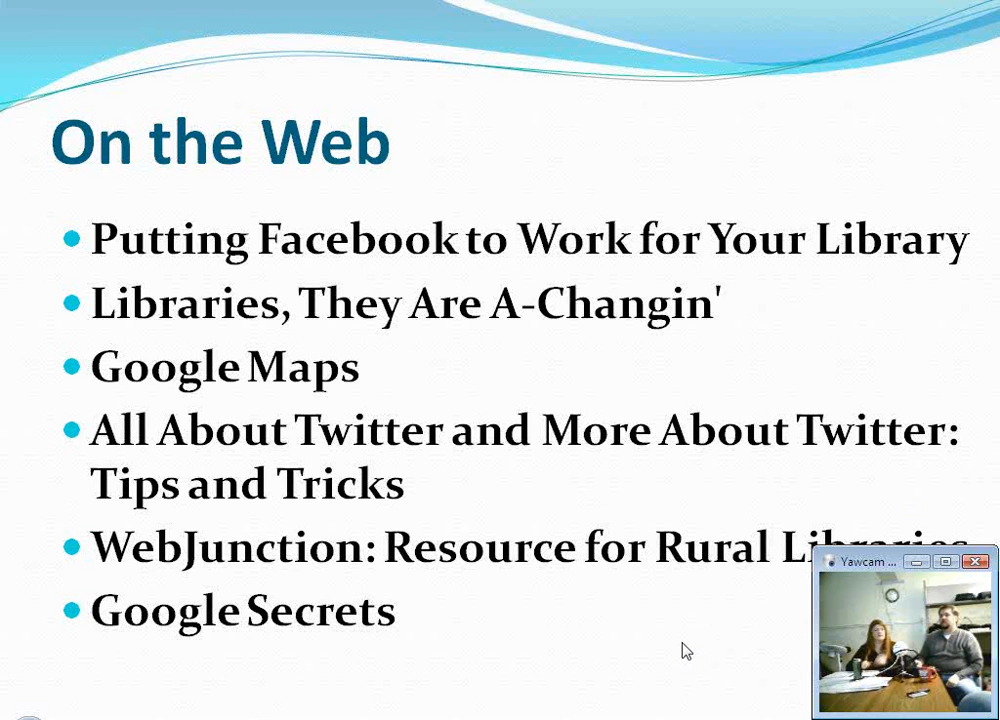 On the Web
Putting Facebook to Work for Your Library
Libraries, They Are A-Changin'
Google Maps
All About Twitter and More About Twitter:
Tips and Tricks
WebJunction: Resource for Rural Libraries
Google Secrets
Yawcam ...